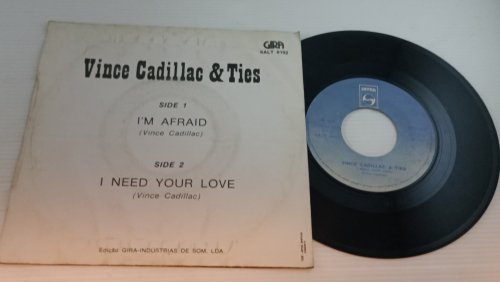 GIRA
Vince Cadillac & Ties
SIDE 1
I'M AFRAID
(Vince Cadillac)
SIDE 2
I NEED YOUR LOVE
(Vince Cadillac)
Edição GIRA-INDUSTRIAS DE SOM, LDA.
VINCE CADILLAC & TIES